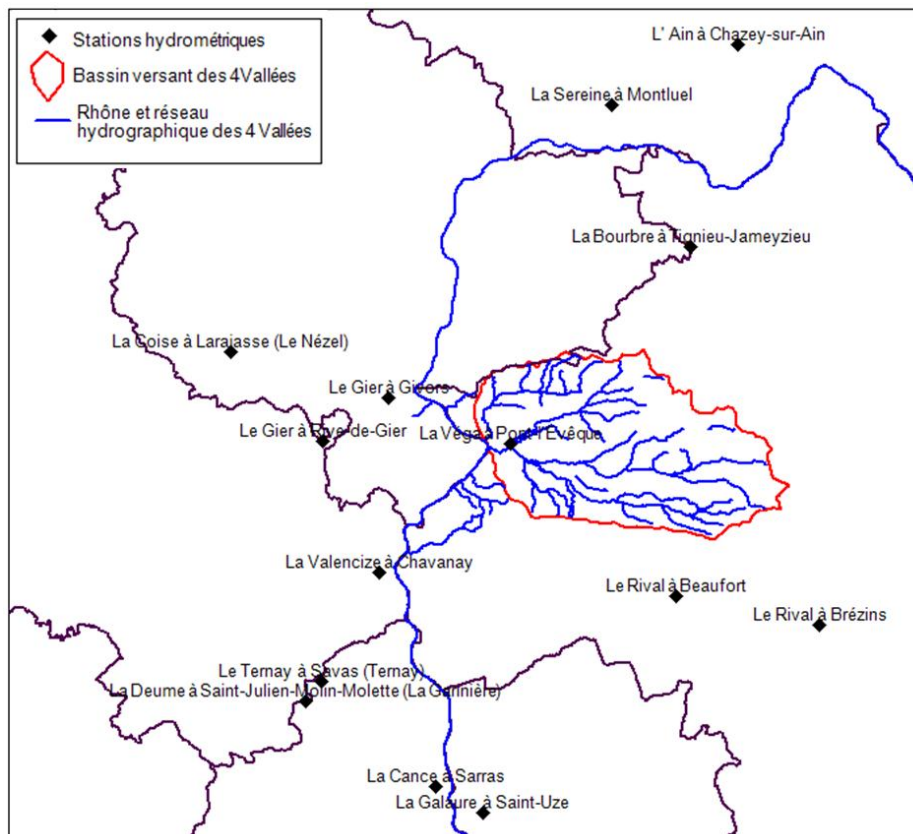 Stations hydrométriques
Bassin versant des 4 Vallées
Rhône et réseau
hydrographique des 4 Vallées
L' Ain à Chazey-sur-Ain
La Sereine à Montluel
La Bourbre à Tignieu-Jameyzieu
La Coise à Larajasse (Le Nézel)
Le Gier à Givors
Le Gier à Rive-de-Gier
La Véga à Pont-l'Evêque
La Valencize à Chavanay
Le Rival à Beaufort
Le Rival à Brézins
Le Ternay à Savas (Ternay)
La Deume à Saint-Julien-Molin-Molette (La Garinière)
La Cance à Sarras
La Galaure à Saint-Uze